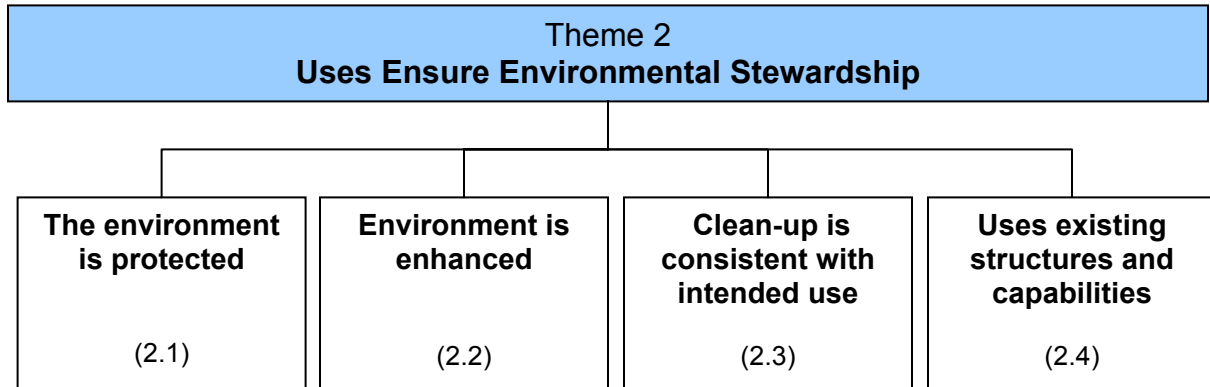 Theme 2
Uses Ensure Environmental Stewardship
The environment
is protected
(2.1)
Environment is
enhanced
(2.2)
Clean-up is
consistent with
intended use
(2.3)
Uses existing
structures and
capabilities
(2.4)